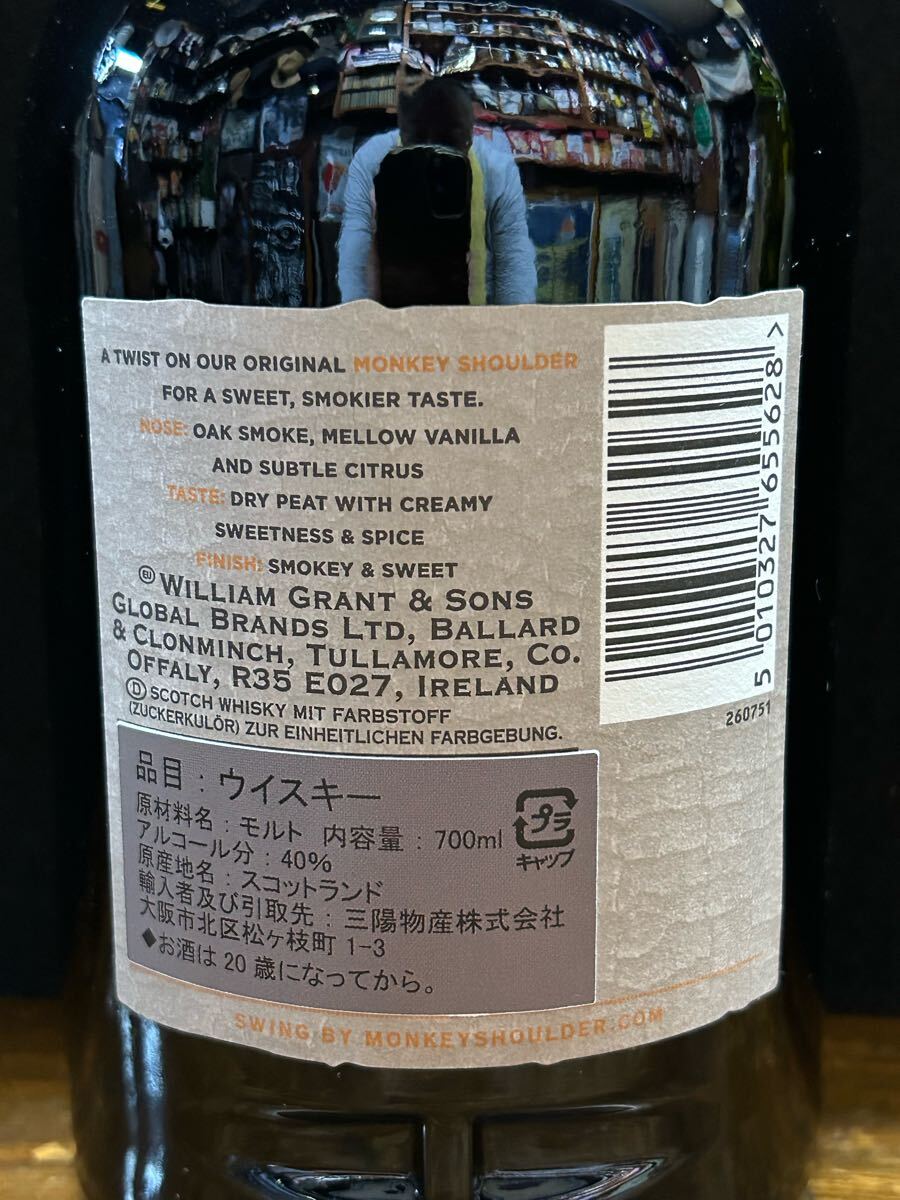 A TWIST ON OUR ORIGINAL MONKEY SHOULDER
FOR A SWEET, SMOKIER TASTE.
NOSE: OAK SMOKE, MELLOW VANILLA
AND SUBTLE CITRUS
TASTE: DRY PEAT WITH CREAMY
SWEETNESS & SPICE
FINISH: SMOKEY & SWEET
EU WILLIAM GRANT & SONS
GLOBAL BRANDS LTD, BALLARD
& CLONMINCH, TULLAMORE, CO.
OFFALY, R35 E027, IRELAND
D SCOTCH WHISKY MIT FARBSTOFF
(ZUCKERKULÖR) ZUR EINHEITLICHEN FARBGEBUNG.
5 010327 655628 >
260751
品目:ウイスキー
原材料名:モルト 内容量:700ml
アルコール分:40%
原産地名:スコットランド
輸入者及び引取先:三陽物産株式会社
大阪市北区松ヶ枝町 1-3
◆お酒は 20 歳になってから。
プラ
キャップ
SWING BY MONKEYSHOULDER.COM